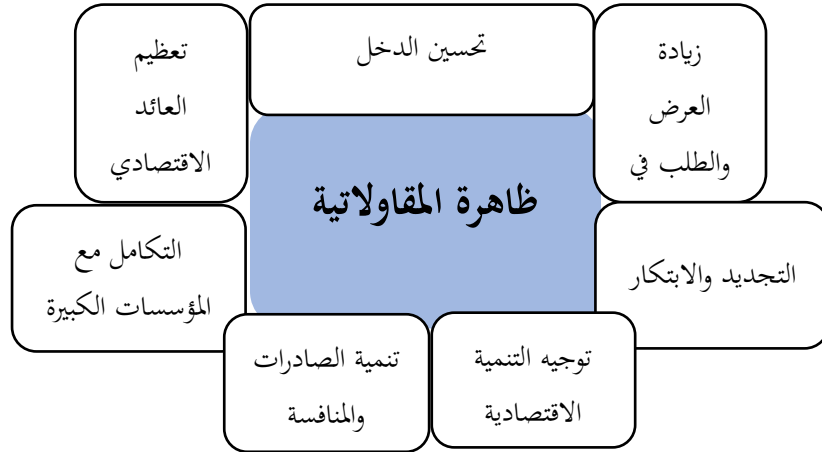 زيادة
العرض
والطلب في
تحسين الدخل
تعظيم
العائد
الاقتصادي
ظاهرة المقاولاتية
التجديد والابتكار
التكامل مع
المؤسسات الكبيرة
توجيه التنمية
الاقتصادية
تنمية الصادرات
والمنافسة